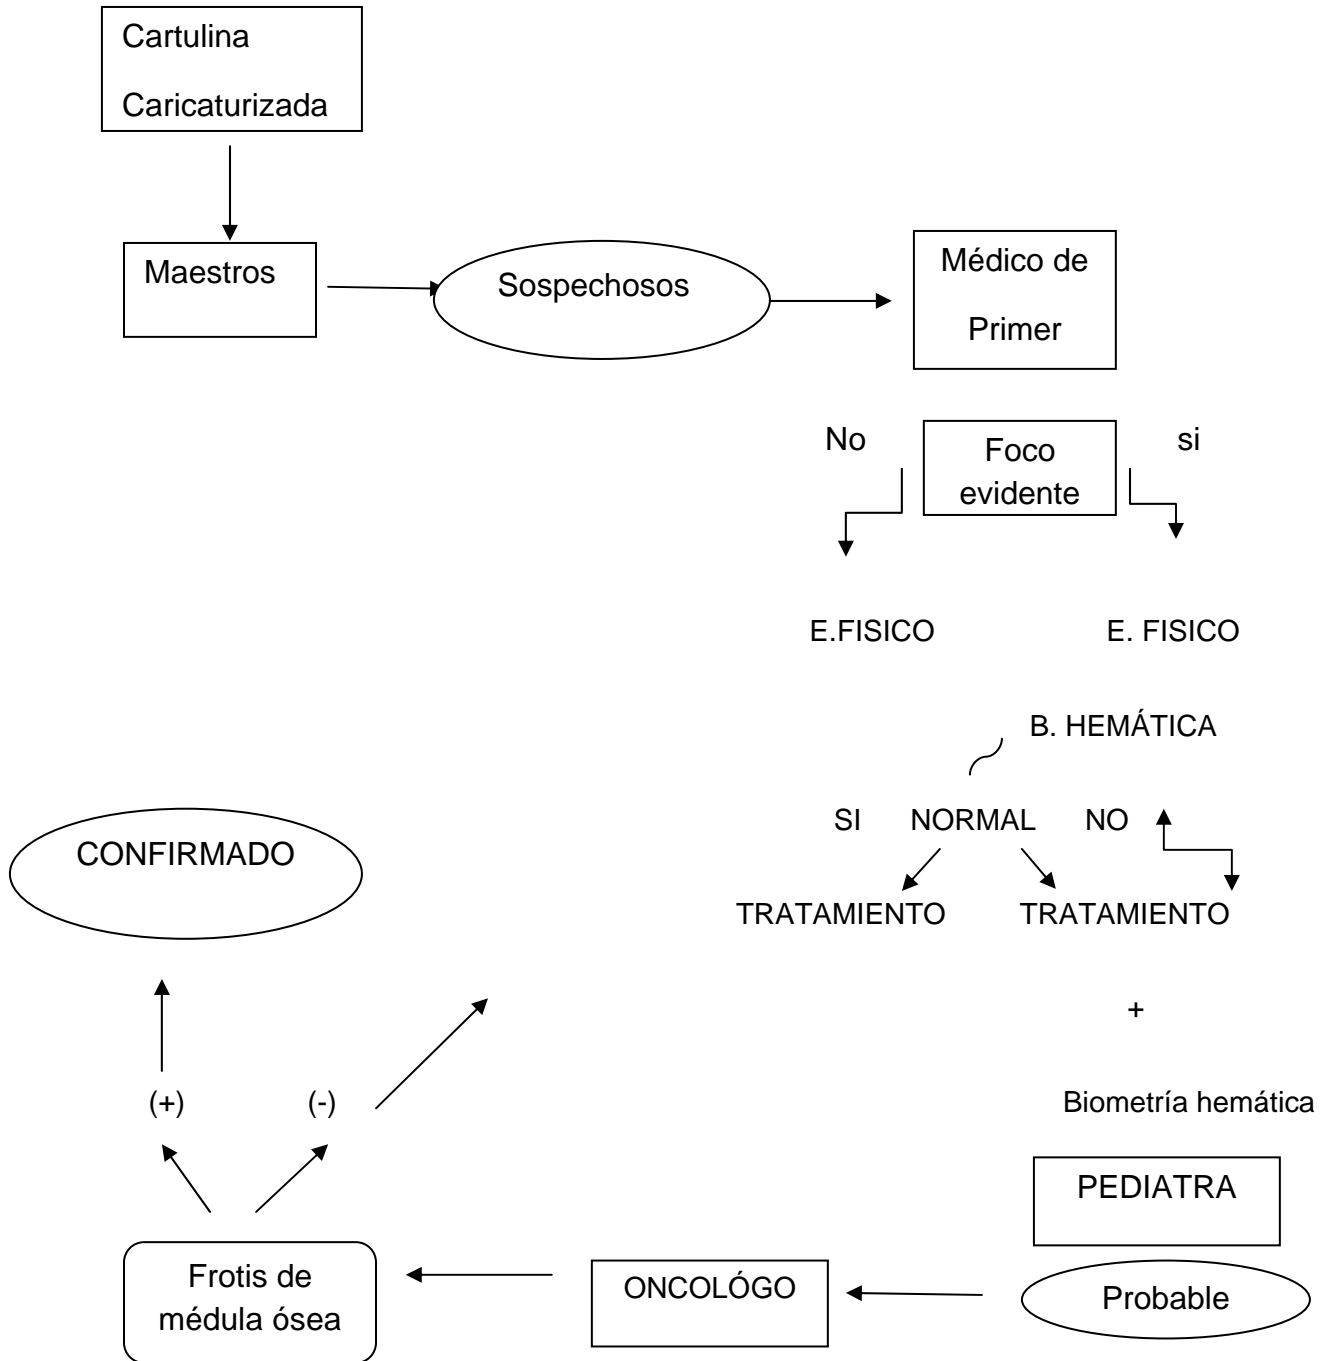 Cartulina
Caricaturizada
Maestros
Sospechosos
Médico de
Primer
No
Foco
evidente
si
E.FISICO
E. FISICO
B. HEMÁTICA
SI NORMAL NO
CONFIRMADO
TRATAMIENTO TRATAMIENTO
+
(+) (-)
Biometría hemática
PEDIATRA
Frotis de
médula ósea
ONCOLÓGO
Probable